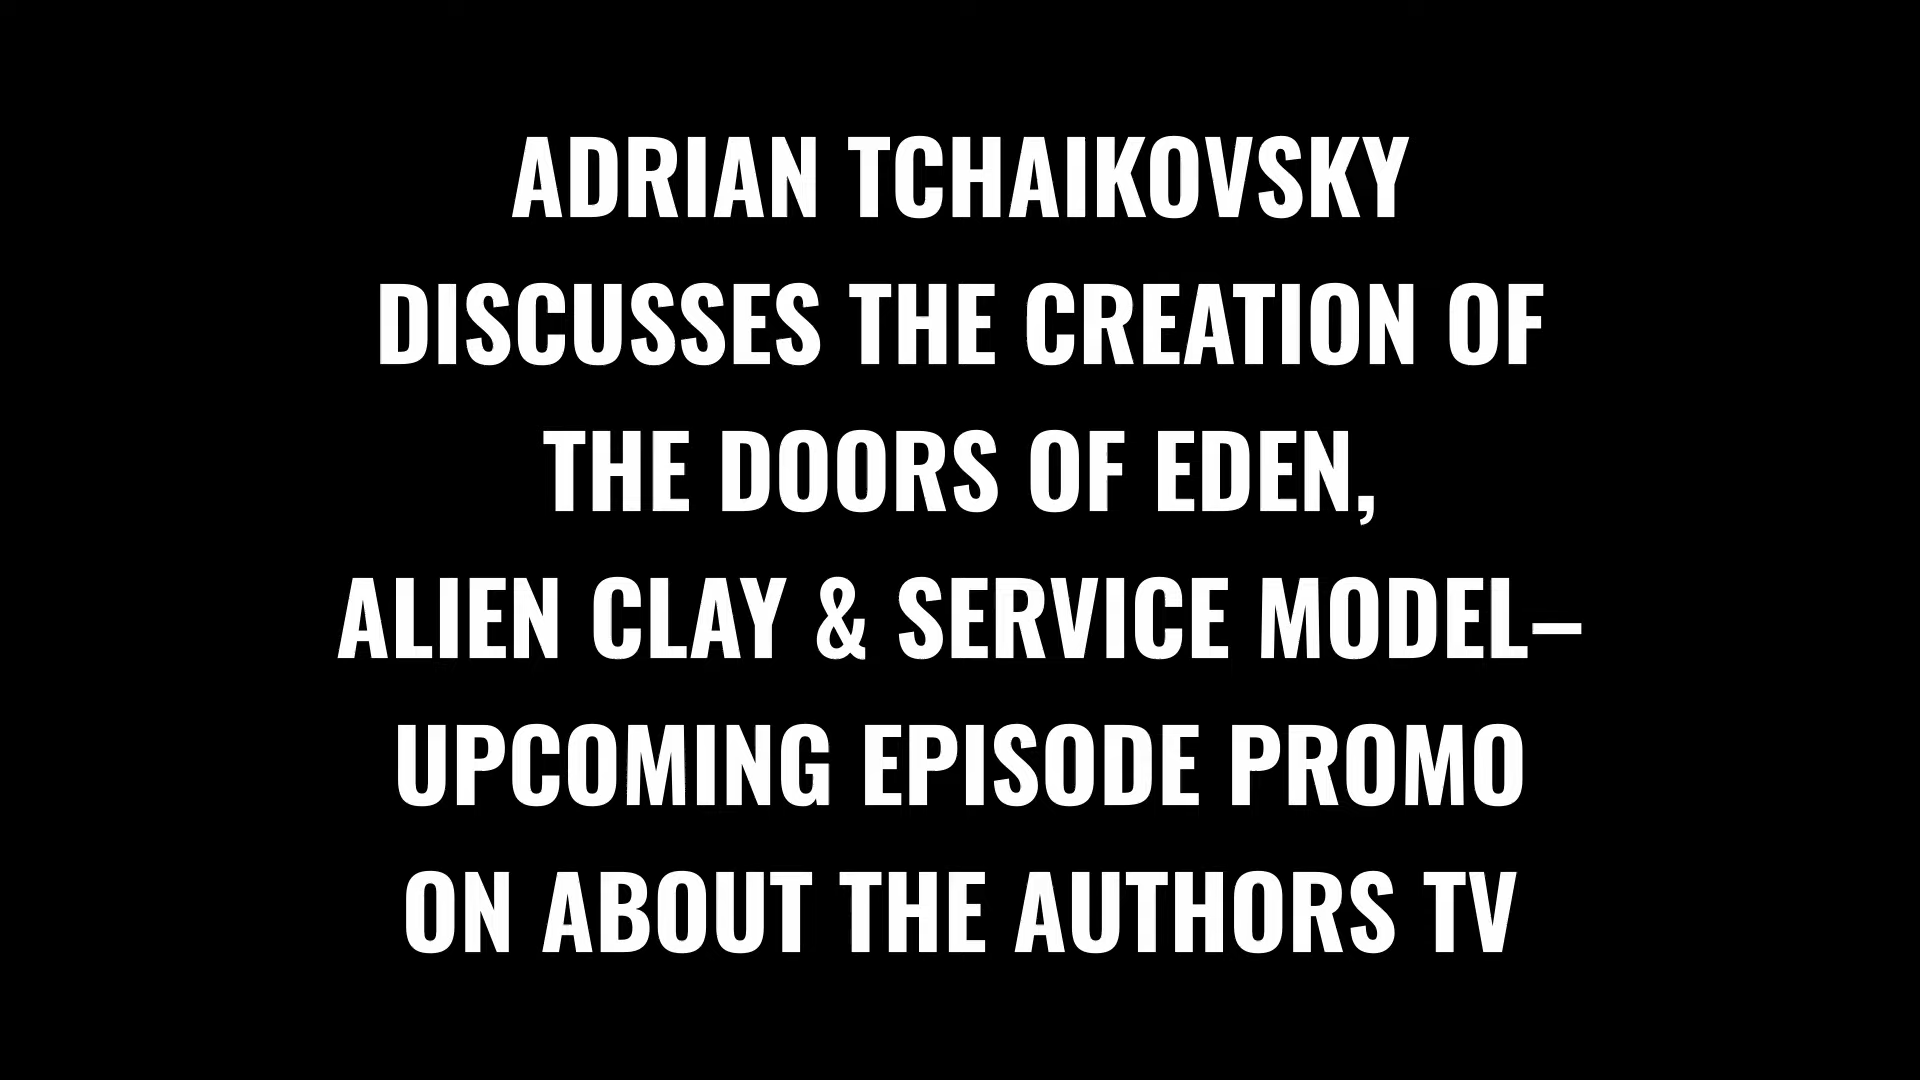 ADRIAN TCHAIKOVSKY
DISCUSSES THE CREATION OF
THE DOORS OF EDEN,
ALIEN CLAY & SERVICE MODEL–
UPCOMING EPISODE PROMO
ON ABOUT THE AUTHORS TV